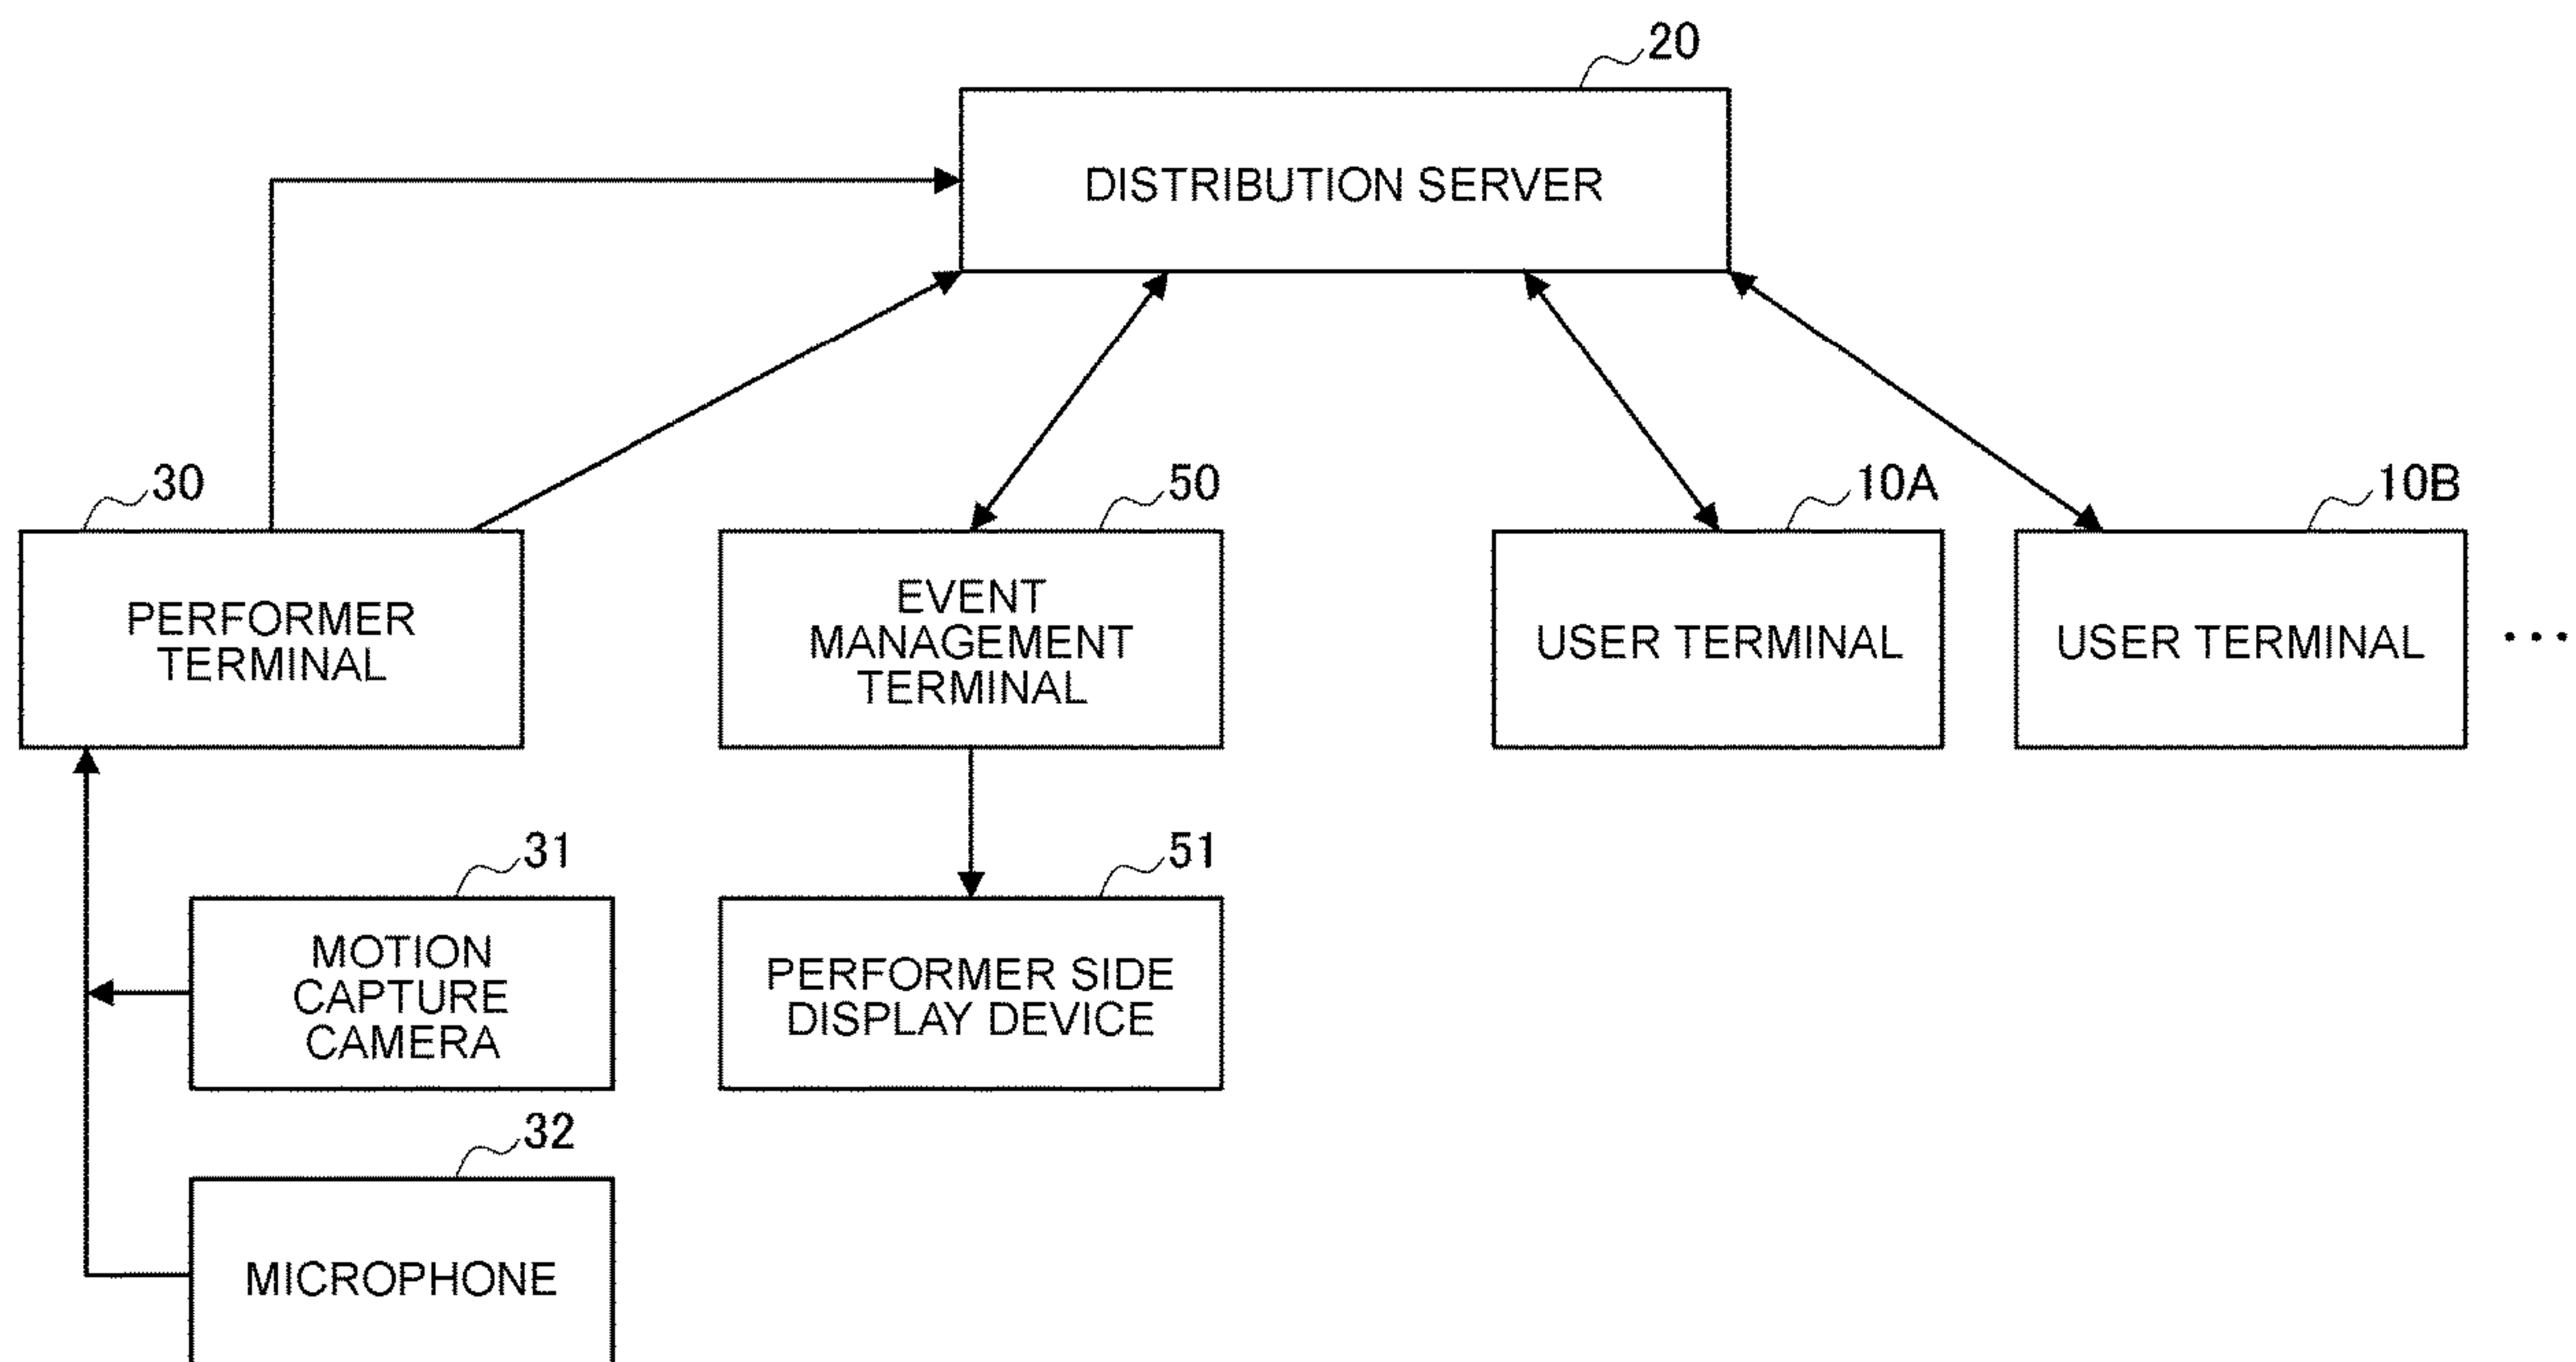 20
DISTRIBUTION SERVER
30
PERFORMER
TERMINAL
50
EVENT
MANAGEMENT
TERMINAL
10A
USER TERMINAL
10B
USER TERMINAL
...
31
MOTION
CAPTURE
CAMERA
51
PERFORMER SIDE
DISPLAY DEVICE
32
MICROPHONE